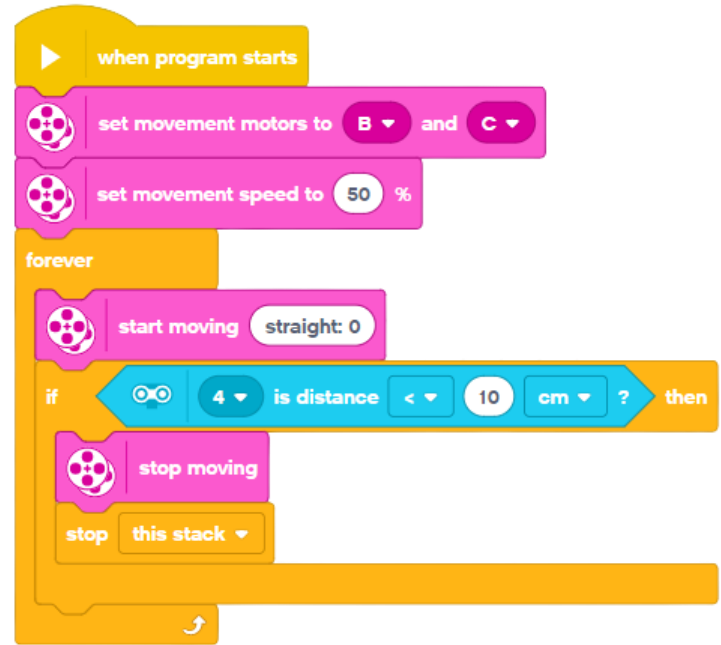 when program starts
set movement motors to B and C
set movement speed to 50 %
forever
start moving straight: 0
if 4 is distance < 10 cm ? then
stop moving
stop this stack